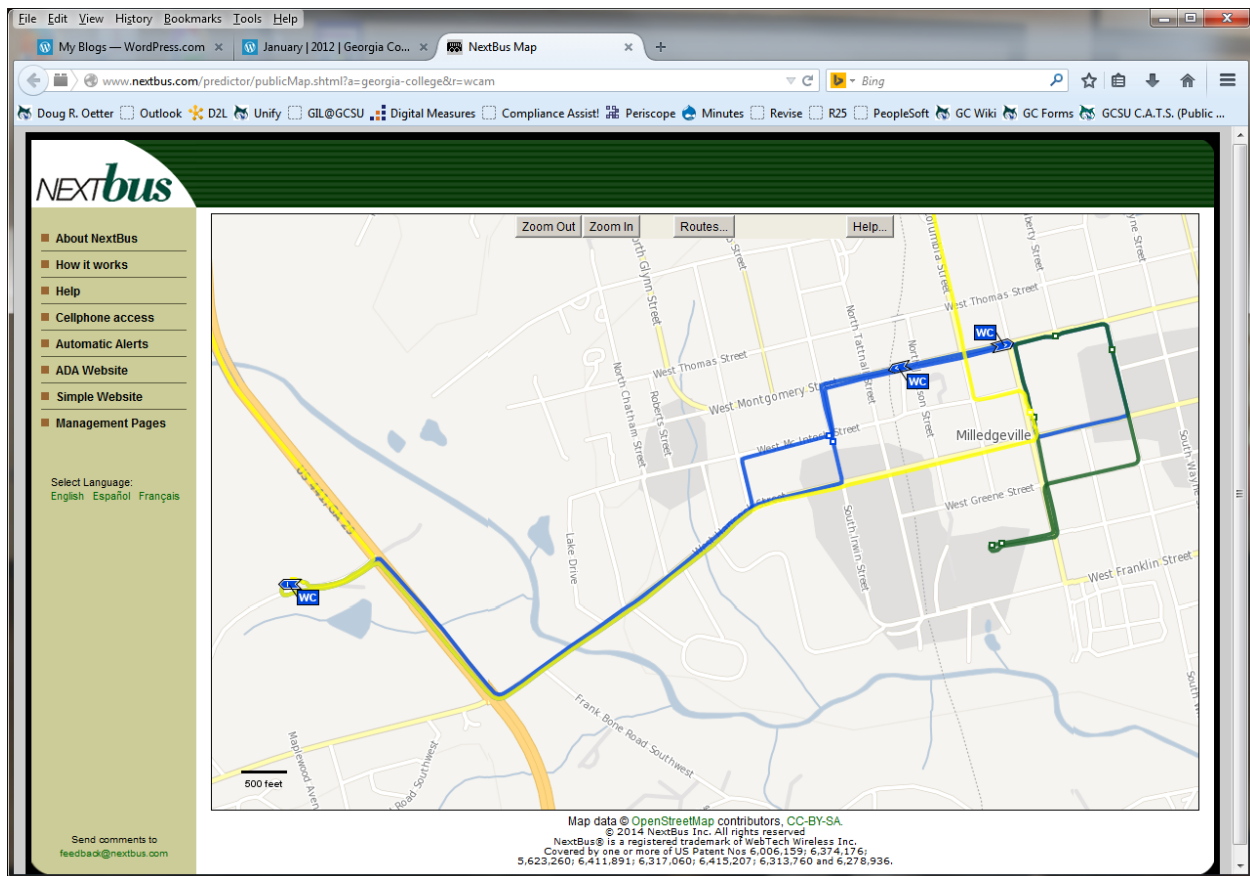 File Edit View History Bookmarks Tools Help
My Blogs — WordPress.com × January | 2012 | Georgia Co... × NextBus Map × +
www.nextbus.com/predictor/publicMap.shtml?a=georgia-college&r=wcam Bing
Doug R. Oetter Outlook D2L Unify GIL@GCSU Digital Measures Compliance Assist! Periscope Minutes Revise R25 PeopleSoft GC Wiki GC Forms GCSU C.A.T.S. (Public ...
NEXTbus
About NextBus
How it works
Help
Cellphone access
Automatic Alerts
ADA Website
Simple Website
Management Pages
Select Language:
English Español Français
Send comments to
feedback@nextbus.com
Zoom Out Zoom In Routes... Help...
North Glynn Street
Street
West Thomas Street
West Thomas Street
North Tattnall Street
North Chatham Street
Roberts Street
West Montgomery
West Mc Intosh Street
Milledgeville
West Greene Street
South Irwin Street
South Wayne
Lake Drive
West Franklin Street
Frank Bone Road Southwest
Maplewood Aven
Road Southwest
WC
WC
WC
500 feet
Map data © OpenStreetMap contributors, CC-BY-SA.
© 2014 NextBus Inc. All rights reserved
NextBus® is a registered trademark of WebTech Wireless Inc.
Covered by one or more of US Patent Nos 6,006,159; 6,374,176;
5,623,260; 6,411,891; 6,317,060; 6,415,207; 6,313,760 and 6,278,936.